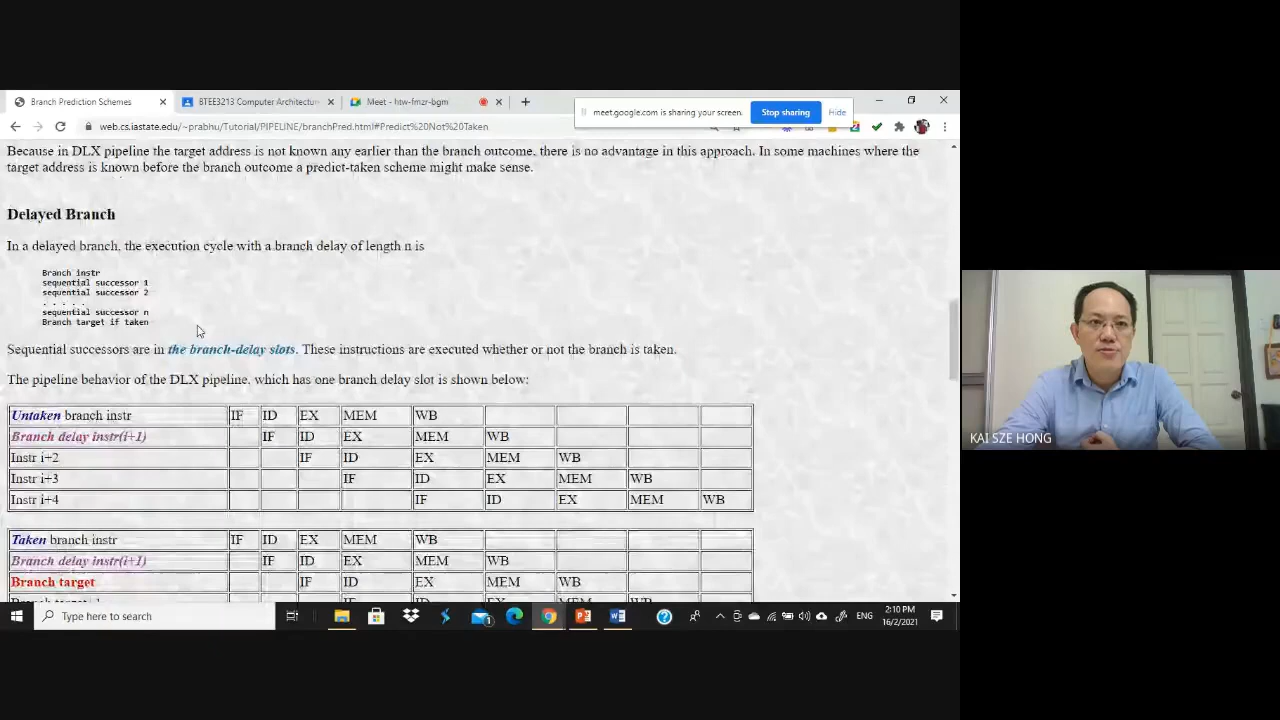 Branch Prediction Schemes
BTEE3213 Computer Architectu
Meet - htw-fmzr-bgm
meet.google.com is sharing your screen.
Stop sharing
Hide
web.cs.iastate.edu/~prabhu/Tutorial/PIPELINE/branchPred.html#Predict%20Not%20Taken
Because in DLX pipeline the target address is not known any earlier than the branch outcome, there is no advantage in this approach. In some machines where the
target address is known before the branch outcome a predict-taken scheme might make sense.
Delayed Branch
In a delayed branch, the execution cycle with a branch delay of length n is
Branch instr
sequential successor 1
sequential successor 2
. . . . .
sequential successor n
Branch target if taken
Sequential successors are in the branch-delay slots. These instructions are executed whether or not the branch is taken.
The pipeline behavior of the DLX pipeline, which has one branch delay slot is shown below:
Untaken branch instr IF ID EX MEM WB
Branch delay instr(i+1) IF ID EX MEM WB
Instr i+2 IF ID EX MEM WB
Instr i+3 IF ID EX MEM WB
Instr i+4 IF ID EX MEM WB
Taken branch instr IF ID EX MEM WB
Branch delay instr(i+1) IF ID EX MEM WB
Branch target IF ID EX MEM WB
KAI SZE HONG
Type here to search
1
ENG
2:10 PM
16/2/2021